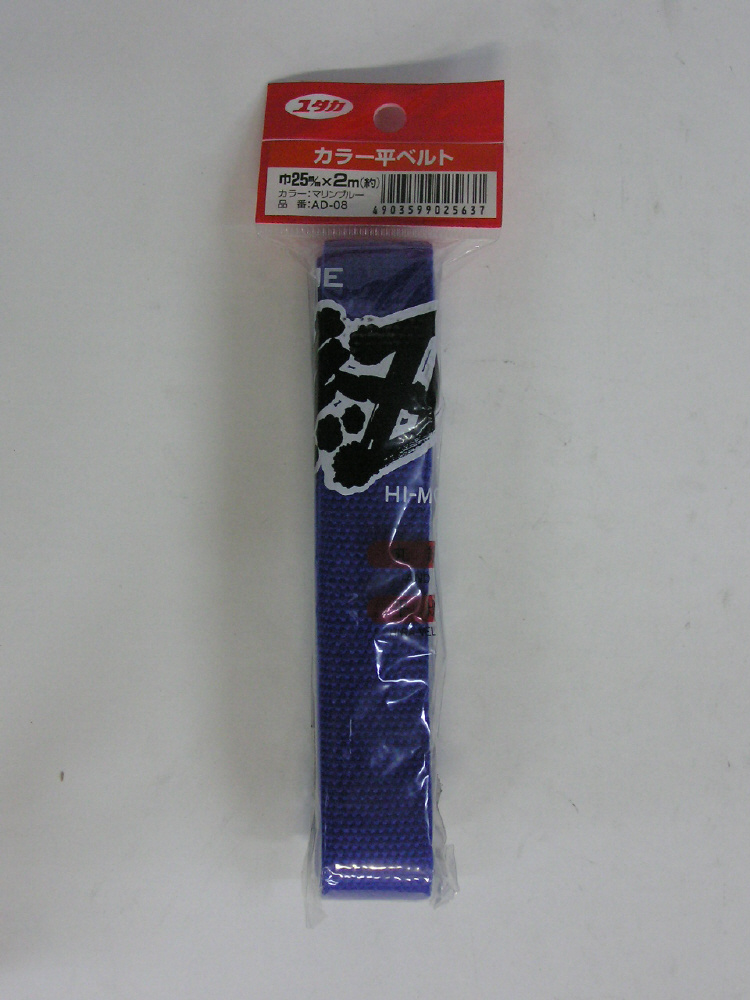 ユタカ
カラー平ベルト
巾25m/m×2m(約)
カラー:マリンブルー
品 番:AD-08
4903599025637
HI-M